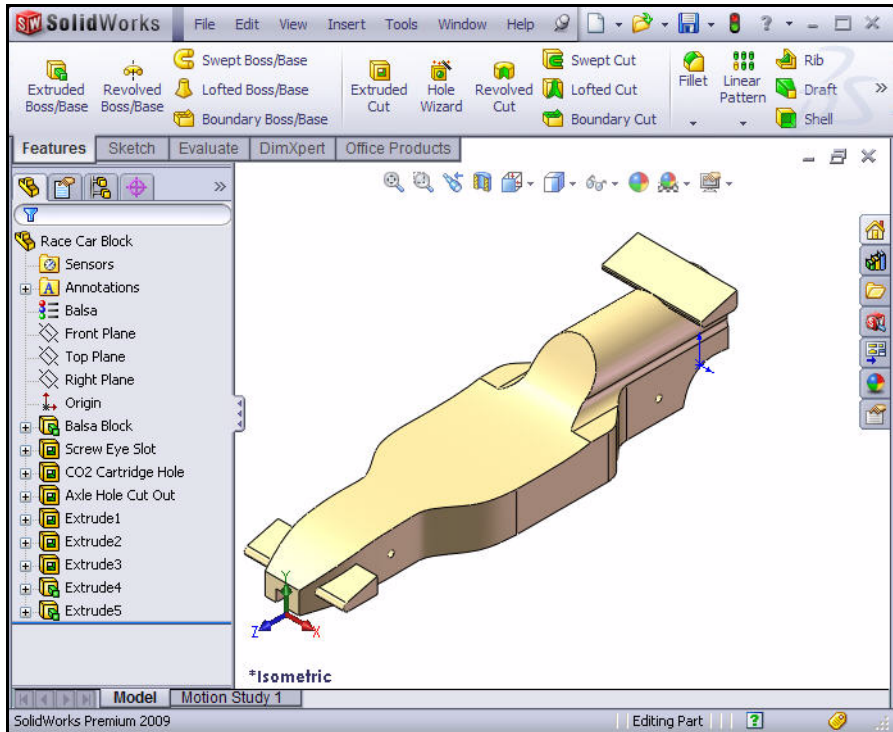 SW SolidWorks File Edit View Insert Tools Window Help ?
Extruded Boss/Base Revolved Boss/Base Swept Boss/Base Lofted Boss/Base Boundary Boss/Base Extruded Cut Hole Wizard Revolved Cut Swept Cut Lofted Cut Boundary Cut Fillet Linear Pattern Rib Draft Shell
Features Sketch Evaluate DimXpert Office Products
Race Car Block
Sensors
A Annotations
Balsa
Front Plane
Top Plane
Right Plane
Origin
Balsa Block
Screw Eye Slot
CO2 Cartridge Hole
Axle Hole Cut Out
Extrude1
Extrude2
Extrude3
Extrude4
Extrude5
Y
Z X
*Isometric
Model Motion Study 1
SolidWorks Premium 2009 Editing Part ?